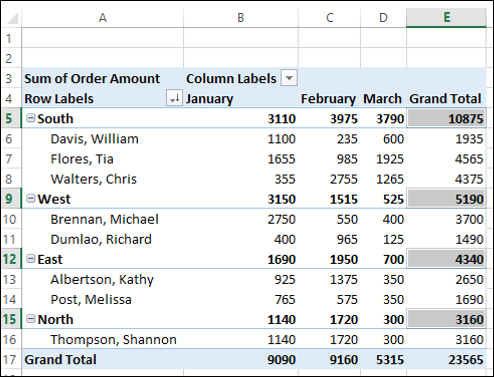 A B C D E
1
2
3 Sum of Order Amount Column Labels
4 Row Labels January February March Grand Total
5 South 3110 3975 3790 10875
6 Davis, William 1100 235 600 1935
7 Flores, Tia 1655 985 1925 4565
8 Walters, Chris 355 2755 1265 4375
9 West 3150 1515 525 5190
10 Brennan, Michael 2750 550 400 3700
11 Dumlao, Richard 400 965 125 1490
12 East 1690 1950 700 4340
13 Albertson, Kathy 925 1375 350 2650
14 Post, Melissa 765 575 350 1690
15 North 1140 1720 300 3160
16 Thompson, Shannon 1140 1720 300 3160
17 Grand Total 9090 9160 5315 23565